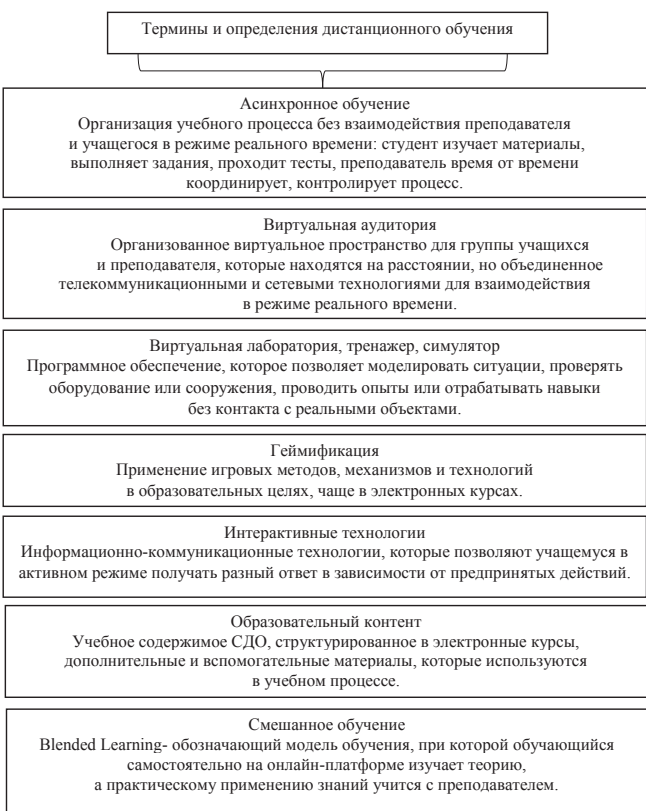 Термины и определения дистанционного обучения
Асинхронное обучение
Организация учебного процесса без взаимодействия преподавателя
и учащегося в режиме реального времени: студент изучает материалы,
выполняет задания, проходит тесты, преподаватель время от времени
координирует, контролирует процесс.
Виртуальная аудитория
Организованное виртуальное пространство для группы учащихся
и преподавателя, которые находятся на расстоянии, но объединенное
телекоммуникационными и сетевыми технологиями для взаимодействия
в режиме реального времени.
Виртуальная лаборатория, тренажер, симулятор
Программное обеспечение, которое позволяет моделировать ситуации, проверять
оборудование или сооружения, проводить опыты или отрабатывать навыки
без контакта с реальными объектами.
Геймификация
Применение игровых методов, механизмов и технологий
в образовательных целях, чаще в электронных курсах.
Интерактивные технологии
Информационно-коммуникационные технологии, которые позволяют учащемуся в
активном режиме получать разный ответ в зависимости от предпринятых действий.
Образовательный контент
Учебное содержимое СДО, структурированное в электронные курсы,
дополнительные и вспомогательные материалы, которые используются
в учебном процессе.
Смешанное обучение
Blended Learning- обозначающий модель обучения, при которой обучающийся
самостоятельно на онлайн-платформе изучает теорию,
а практическому применению знаний учится с преподавателем.